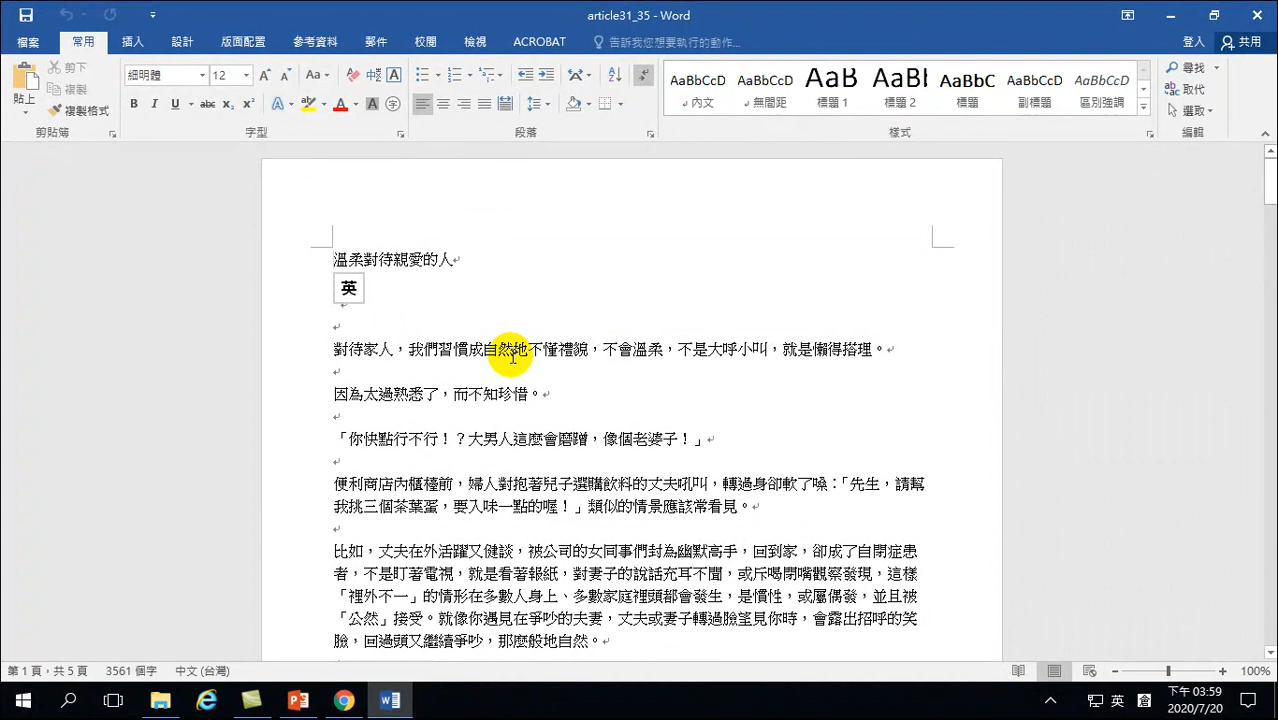 article31_35 - Word
檔案 常用 插入 設計 版面配置 參考資料 郵件 校閱 檢視 ACROBAT 告訴我您想要執行的動作... 登入 共用
貼上 剪下 複製 複製格式
細明體 12
AaBbCcD AaBbCcD AaB AaBl AaBbC AaBbCcD AaBbCcD
內文 無間距 標題 1 標題 2 標題 副標題 區別強調
尋找 取代 選取
剪貼簿 字型 段落 樣式 編輯
溫柔對待親愛的人
英
對待家人，我們習慣成自然地不懂禮貌，不會溫柔，不是大呼小叫，就是懶得搭理。
因為太過熟悉了，而不知珍惜。
「你快點行不行！？大男人這麼會磨蹭，像個老婆子！」
便利商店內櫃檯前，婦人對抱著兒子選購飲料的丈夫吼叫，轉過身卻軟了嗓：「先生，請幫
我挑三個茶葉蛋，要入味一點的喔！」類似的情景應該常看見。
比如，丈夫在外活躍又健談，被公司的女同事們封為幽默高手，回到家，卻成了自閉症患
者，不是盯著電視，就是看著報紙，對妻子的說話充耳不聞，或斥喝閉嘴觀察發現，這樣
「裡外不一」的情形在多數人身上、多數家庭裡頭都會發生，是慣性，或屬偶發，並且被
「公然」接受。就像你遇見在爭吵的夫妻，丈夫或妻子轉過臉望見你時，會露出招呼的笑
臉，回過頭又繼續爭吵，那麼般地自然。
第 1 頁，共 5 頁 3561 個字 中文 (台灣) 100%
英 下午 03:59
2020/7/20